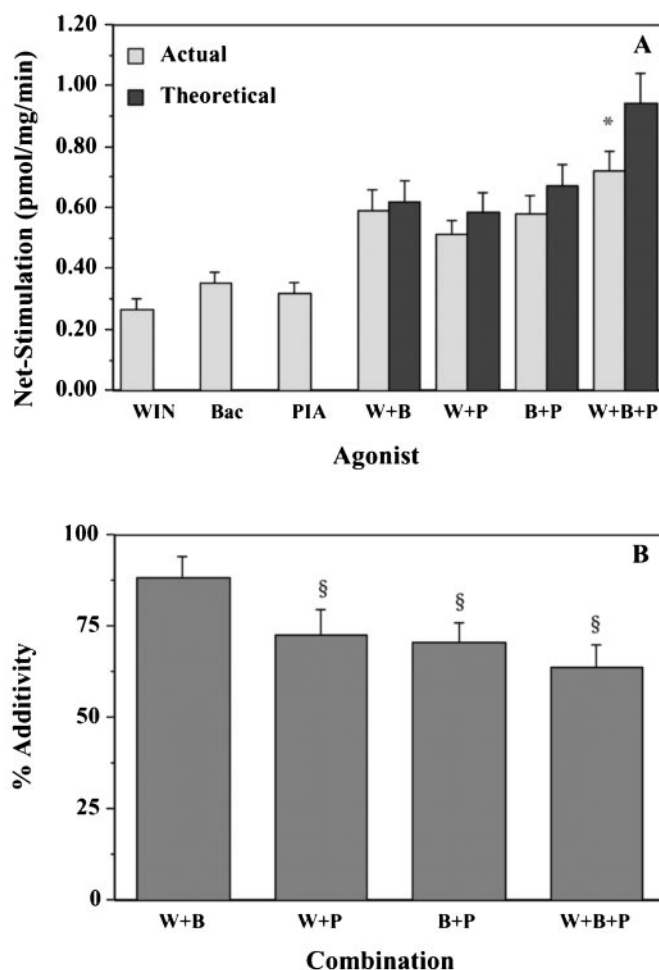 1.20
A
Actual
1.00
Theoretical
*
0.80
0.60
0.40
0.20
0.00
Net-Stimulation (pmol/mg/min)
WIN Bac PIA W+B W+P B+P W+B+P
Agonist
100
B
§ § §
75
50
25
0
% Additivity
W+B W+P B+P W+B+P
Combination